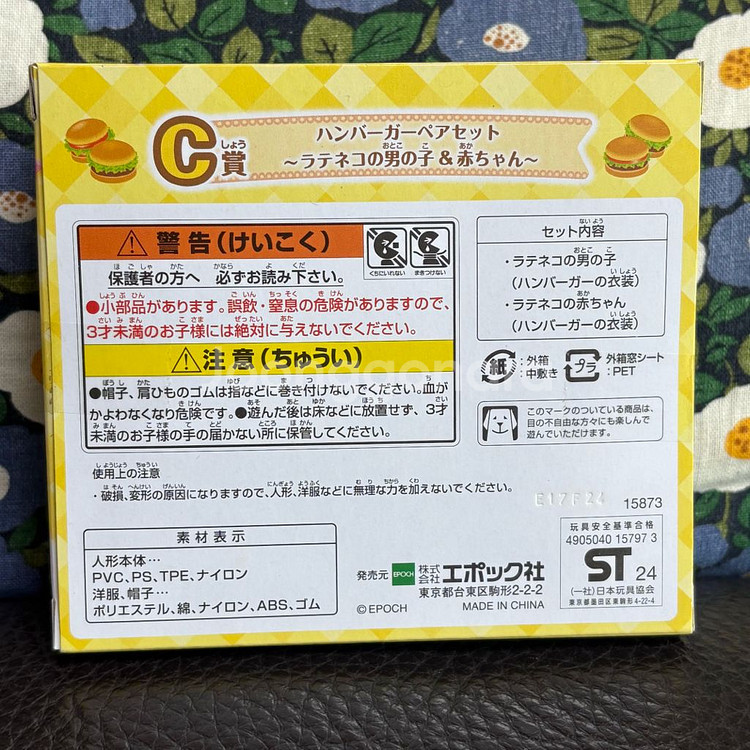 C賞
ハンバーガーペアセット
～ラテネコの男の子＆赤ちゃん～
⚠警告(けいこく)
保護者の方へ 必ずお読み下さい。
くちにいれない
まきつけない
●小部品があります。誤飲・窒息の危険がありますので、
3才未満のお子様には絶対に与えないでください。
⚠注意(ちゅうい)
●帽子、肩ひものゴムは指などに巻き付けないでください。血が
かよわなくなり危険です。●遊んだ後は床などに放置せず、3才
未満のお子様の手の届かない所に保管してください。
セット内容
・ラテネコの男の子
(ハンバーガーの衣装)
・ラテネコの赤ちゃん
(ハンバーガーの衣装)
紙：外箱
：中敷き
プラ：外箱窓シート
：PET
このマークのついている商品は、
目の不自由な方々にも楽しんで
遊んでいただけます。
使用上の注意
・破損、変形の原因になりますので、人形、洋服などに無理な力を加えないでください。
E17F24
15873
素材表示
人形本体…
PVC、PS、TPE、ナイロン
洋服、帽子…
ポリエステル、綿、ナイロン、ABS、ゴム
発売元 EPOCH 株式会社エポック社
東京都台東区駒形2-2-2
©EPOCH
MADE IN CHINA
玩具安全基準合格
4905040 15797 3
ST 24
(一社)日本玩具協会
東京都墨田区東駒形4-22-4